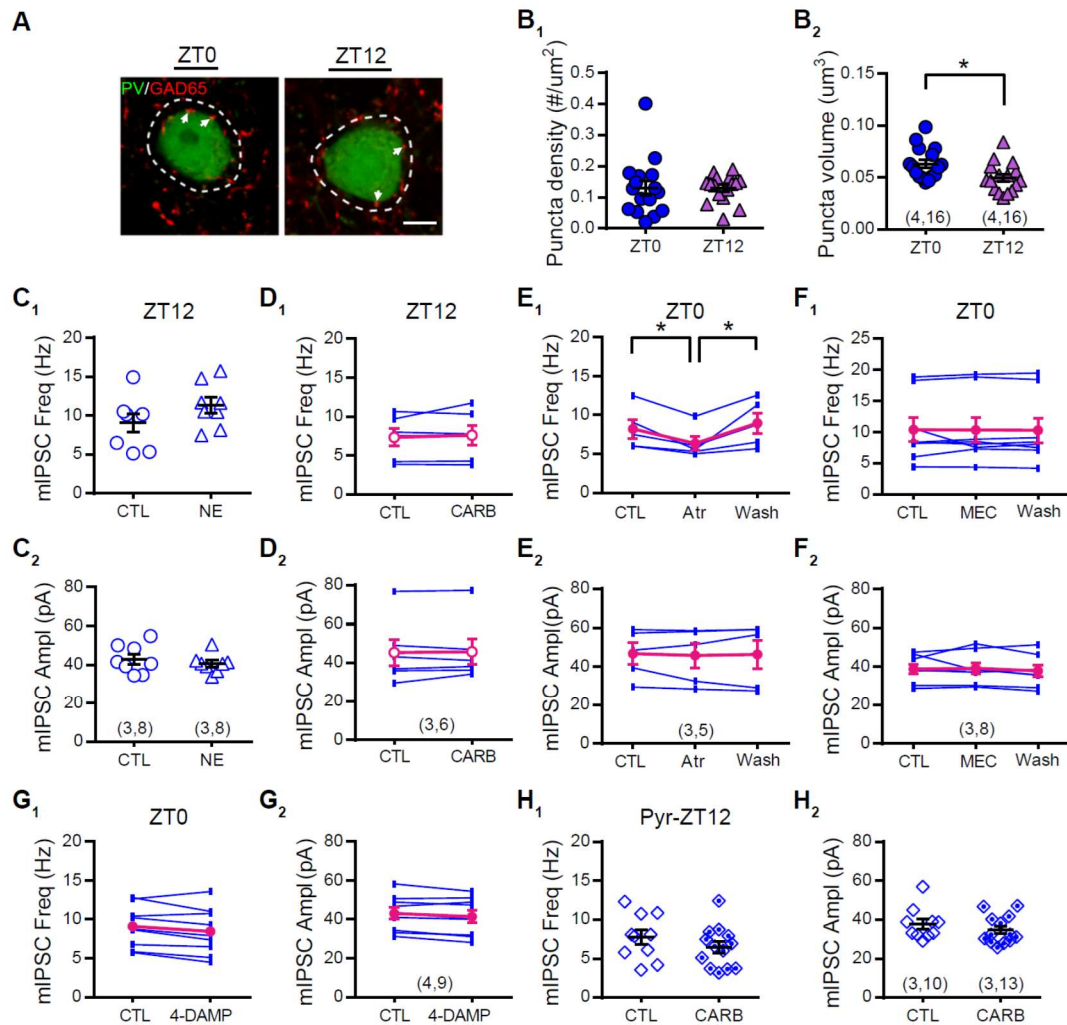 A
ZT0
ZT12
PV/GAD65
B1
Puncta density (#/um2)
0.5
0.4
0.3
0.2
0.1
0.0
ZT0
ZT12
B2
Puncta volume (um3)
0.15
0.10
0.05
0.00
*
(4,16)
(4,16)
ZT0
ZT12
C1
ZT12
mIPSC Freq (Hz)
20
15
10
5
0
CTL
NE
D1
ZT12
mIPSC Freq (Hz)
20
15
10
5
0
CTL
CARB
E1
ZT0
mIPSC Freq (Hz)
20
15
10
5
0
*
*
CTL
Atr
Wash
F1
ZT0
mIPSC Freq (Hz)
20
15
10
5
0
CTL
MEC
Wash
C2
mIPSC Ampl (pA)
80
60
40
20
0
(3,8)
(3,8)
CTL
NE
D2
mIPSC Ampl (pA)
80
60
40
20
0
(3,6)
CTL
CARB
E2
mIPSC Ampl(pA)
80
60
40
20
0
(3,5)
CTL
Atr
Wash
F2
mIPSC Ampl (pA)
80
60
40
20
0
(3,8)
CTL
MEC
Wash
G1
ZT0
mIPSC Freq (Hz)
20
15
10
5
0
CTL
4-DAMP
G2
mIPSC Ampl (pA)
80
60
40
20
0
(4,9)
CTL
4-DAMP
H1
Pyr-ZT12
mIPSC Freq (Hz)
20
15
10
5
0
CTL
CARB
H2
mIPSC Ampl (pA)
80
60
40
20
0
(3,10)
(3,13)
CTL
CARB